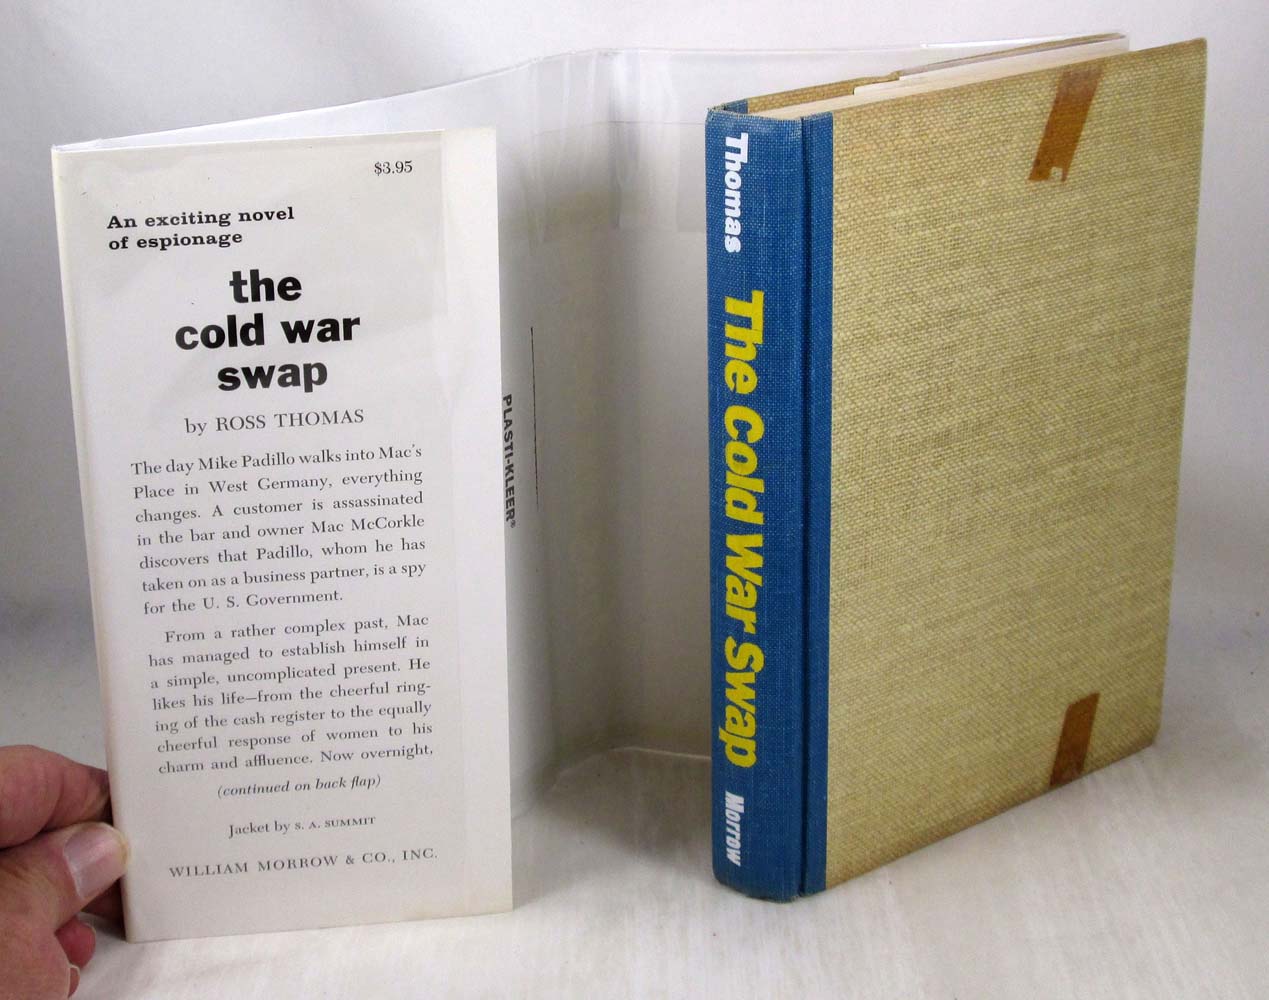 $3.95
An exciting novel
of espionage
the
cold war
swap
by ROSS THOMAS
The day Mike Padillo walks into Mac's
Place in West Germany, everything
changes. A customer is assassinated
in the bar and owner Mac McCorkle
discovers that Padillo, whom he has
taken on as a business partner, is a spy
for the U. S. Government.
From a rather complex past, Mac
has managed to establish himself in
a simple, uncomplicated present. He
likes his life—from the cheerful ring-
ing of the cash register to the equally
cheerful response of women to his
charm and affluence. Now overnight,
(continued on back flap)
Jacket by S. A. SUMMIT
WILLIAM MORROW & CO., INC.
PLASTI-KLEER®
Thomas
The Cold War Swap
Morrow